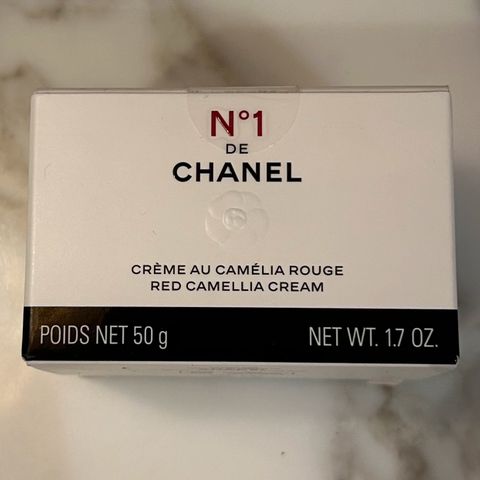 N°1
DE
CHANEL
CRÈME AU CAMÉLIA ROUGE
RED CAMELLIA CREAM
POIDS NET 50 g NET WT. 1.7 OZ.